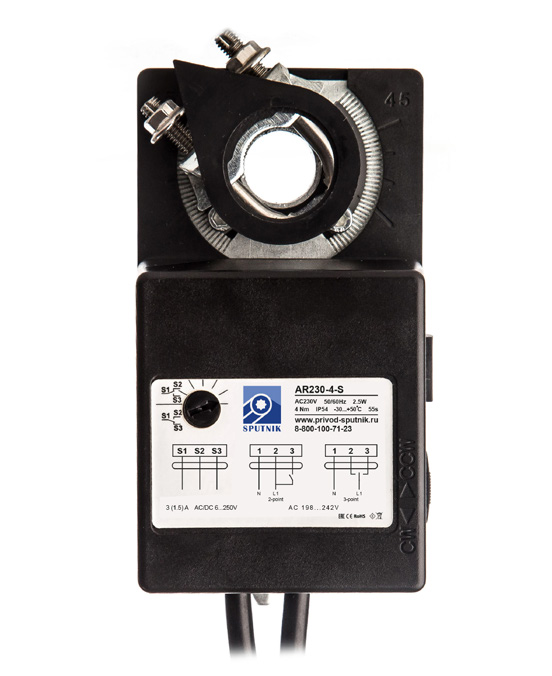 45
S2
S1
S3
S2
S1
S3
SPUTNIK
AR230-4-S
AC230V 50/60Hz 2,5W
4 Nm IP54 -30...+50°C 55s
www.privod-sputnik.ru
8-800-100-71-23
S1 S2 S3
1 2 3
1 2 3
N L1
2-point
N L1
3-point
3 (1,5) A AC/DC 6...250V
AC 198...242V
EAC CE RoHS
CW < > CCW